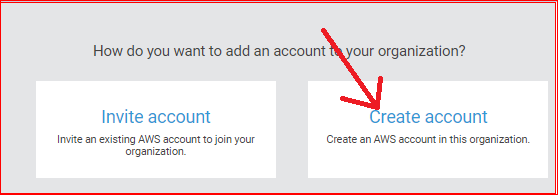 How do you want to add an account to your organization?
Invite account
Invite an existing AWS account to join your
organization.
Create account
Create an AWS account in this organization.